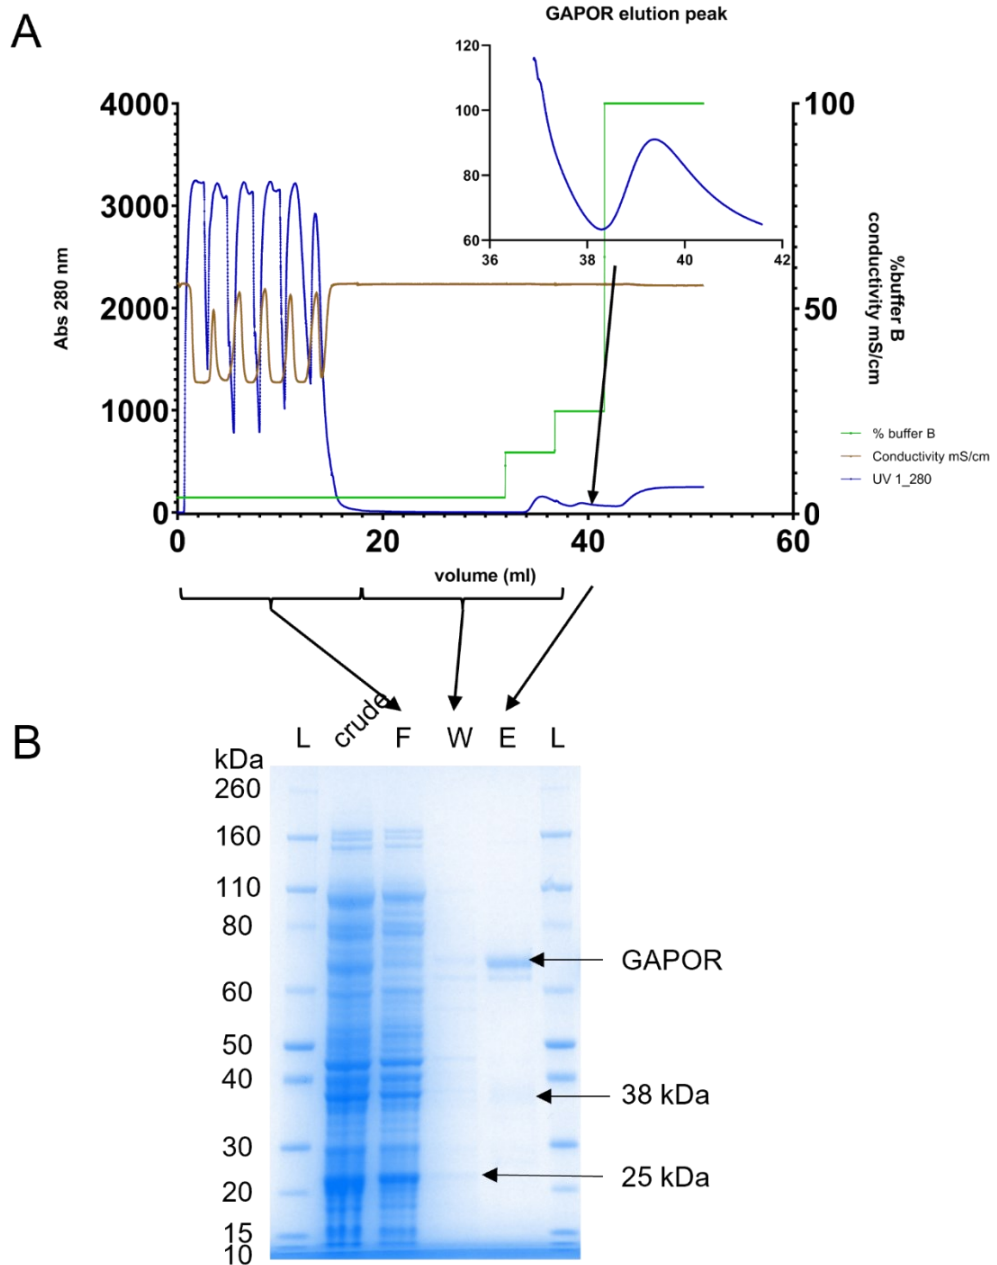 A
GAPOR elution peak
120
100
80
60
36 38 40 42
4000
3000
2000
1000
0
Abs 280 nm
100
50
0
%buffer B
conductivity mS/cm
% buffer B
Conductivity mS/cm
UV 1_280
0 20 40 60
volume (ml)
B
L crude F W E L
kDa
260
160
110
80
60
50
40
30
20
15
10
GAPOR
38 kDa
25 kDa